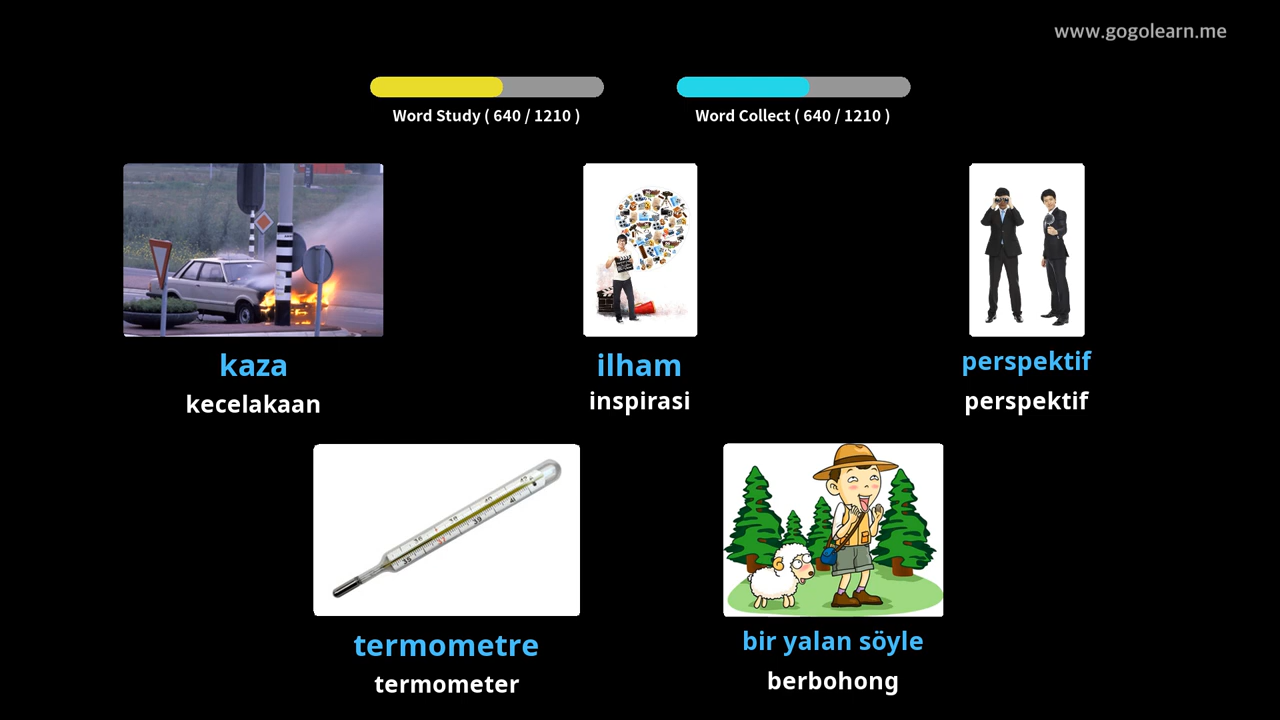 www.gogolearn.me
Word Study ( 640 / 1210 )
Word Collect ( 640 / 1210 )
kaza
kecelakaan
ilham
inspirasi
perspektif
perspektif
termometre
termometer
bir yalan söyle
berbohong